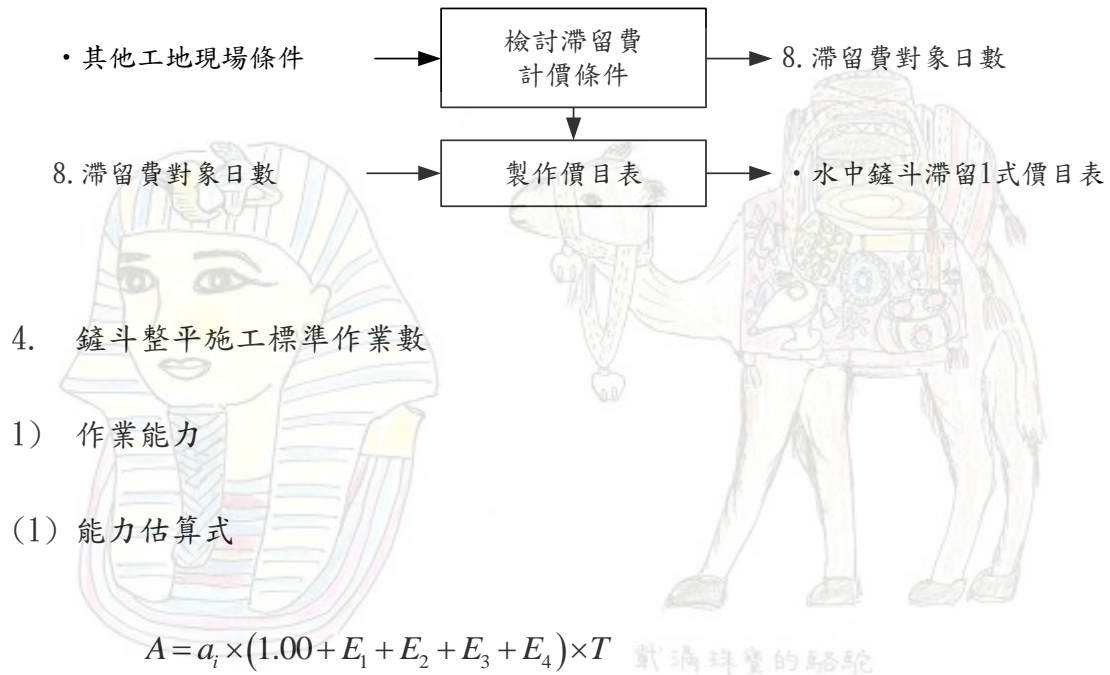 ・其他工地現場條件
檢討滯留費
計價條件
8. 滯留費對象日數
8. 滯留費對象日數
製作價目表
・水中鏟斗滯留1式價目表
4. 鏟斗整平施工標準作業數
1) 作業能力
(1) 能力估算式
A = a_i × (1.00 + E_1 + E_2 + E_3 + E_4) × T
載滿珠寶的駱駝